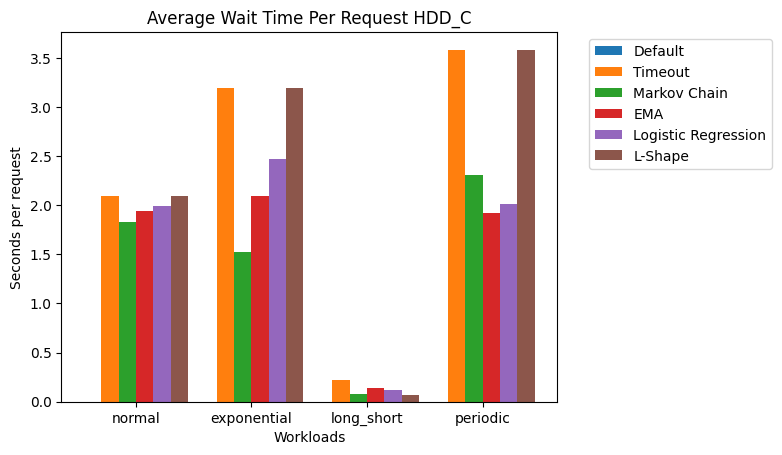 Average Wait Time Per Request HDD_C
Seconds per request
3.5
3.0
2.5
2.0
1.5
1.0
0.5
0.0
normal
exponential
long_short
periodic
Workloads
Default
Timeout
Markov Chain
EMA
Logistic Regression
L-Shape